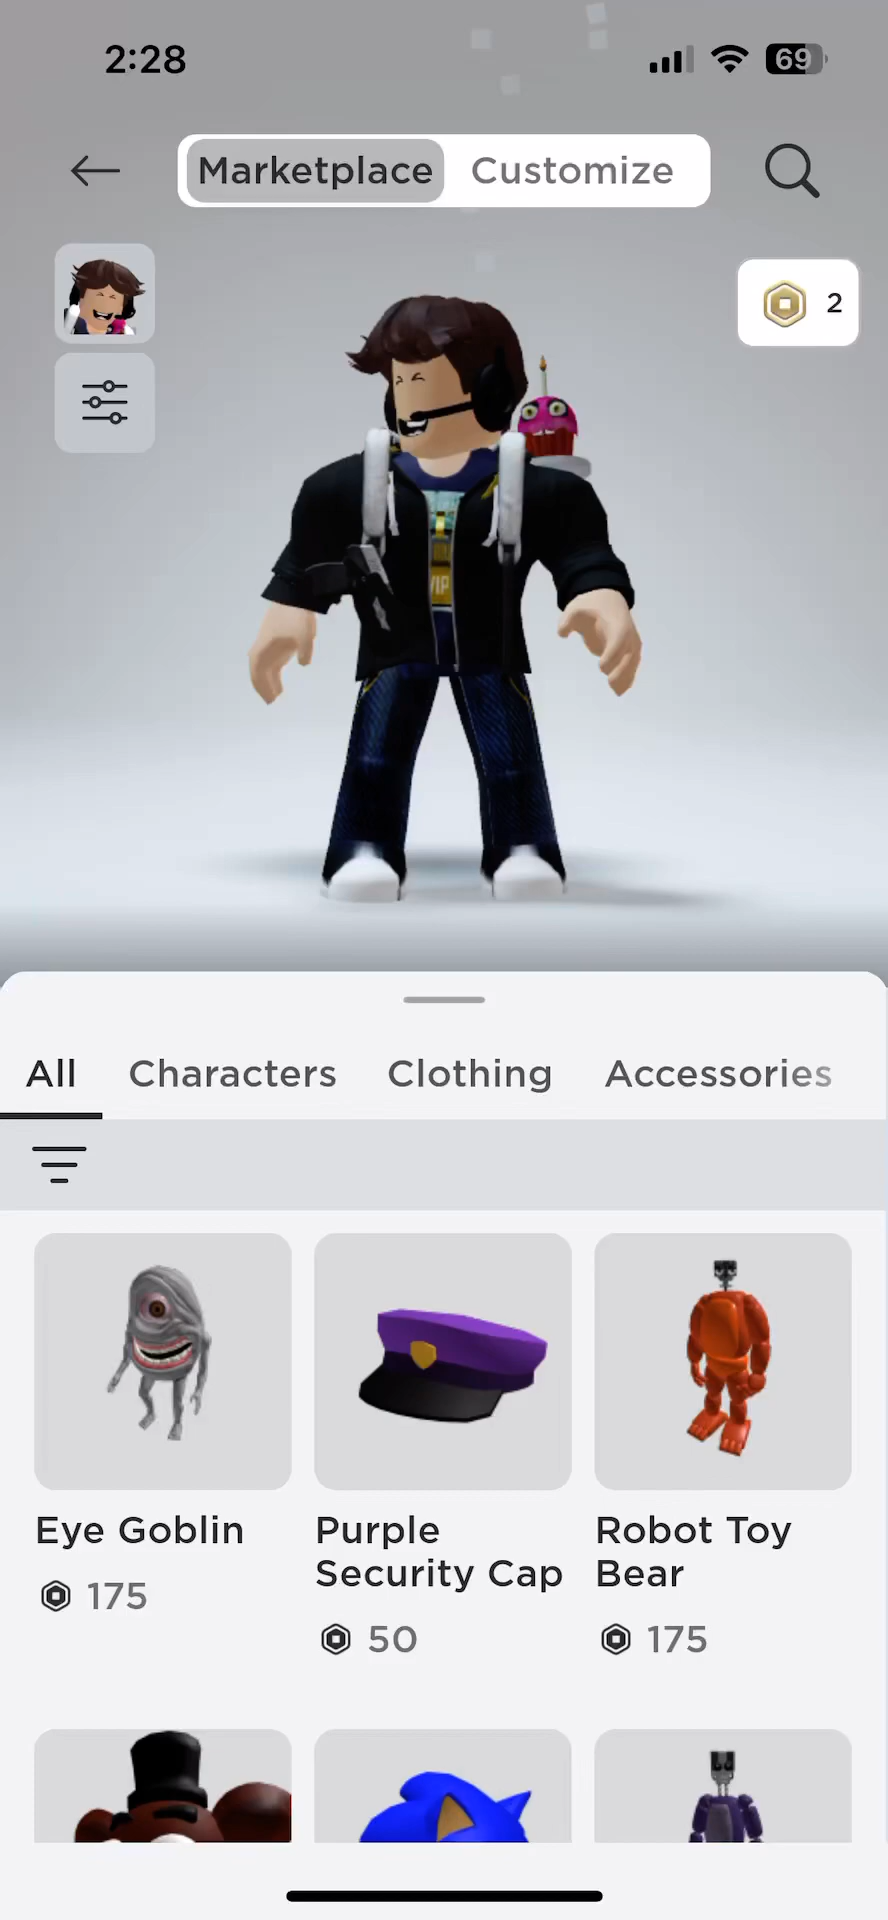 2:28
69
Marketplace
Customize
2
VIP
All
Characters
Clothing
Accessories
Eye Goblin
175
Purple
Security Cap
50
Robot Toy
Bear
175